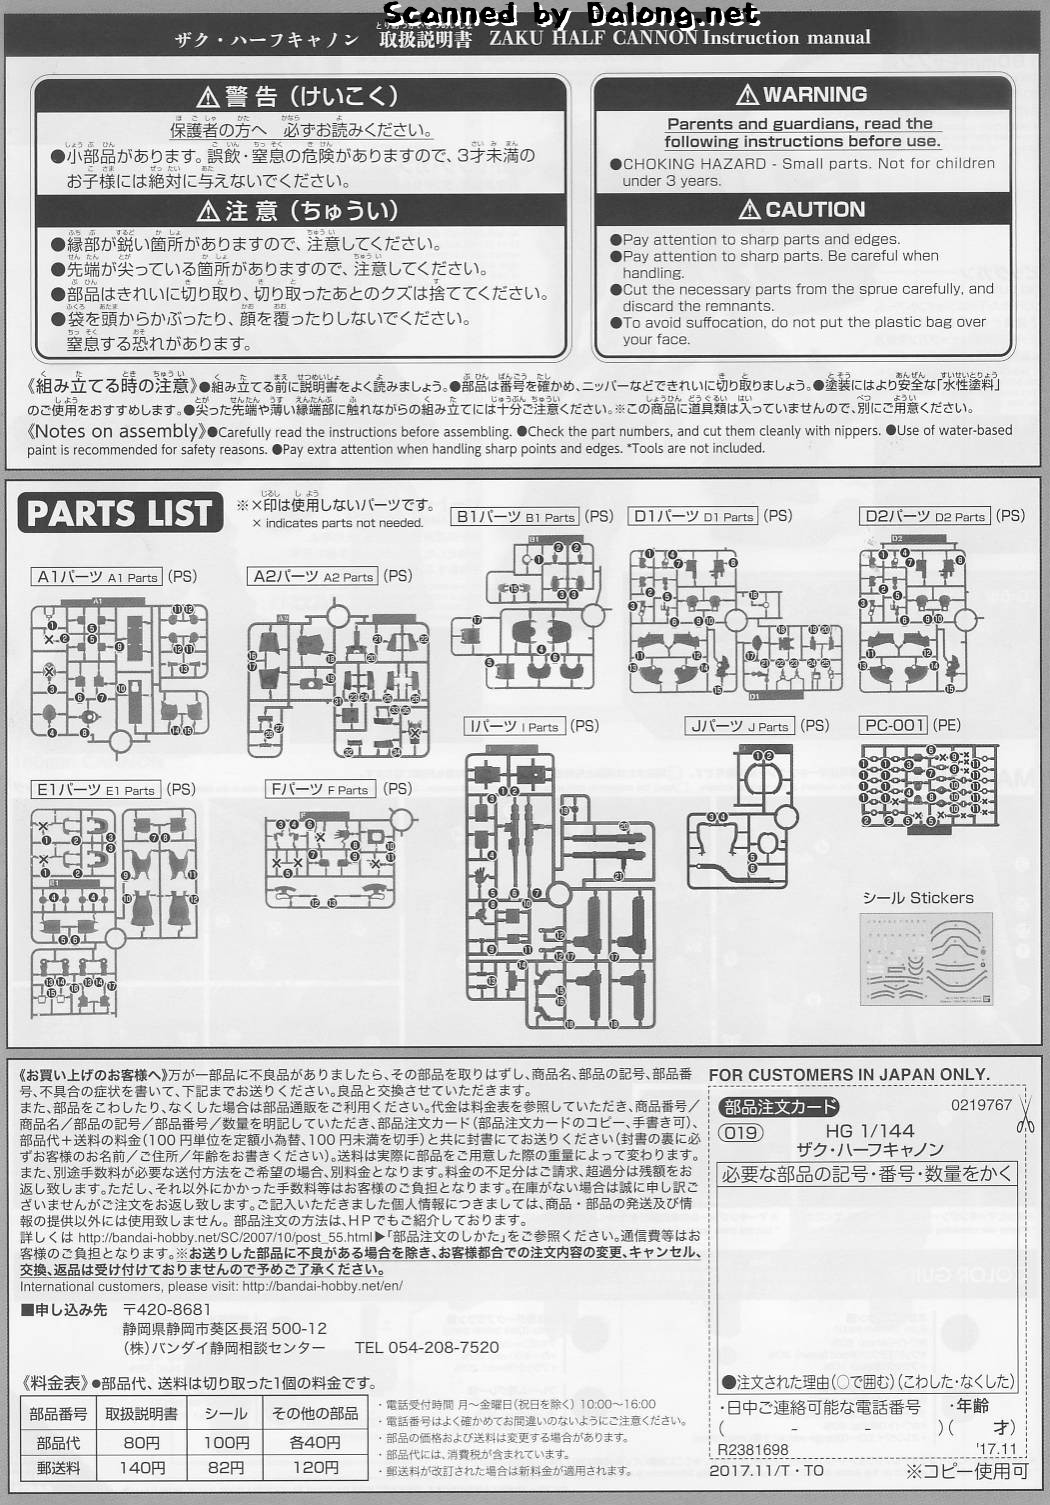 Scanned by Dalong.net
ザク・ハーフキャノン 取扱説明書 ZAKU HALF CANNON Instruction manual
⚠警告（けいこく）
保護者の方へ 必ずお読みください。
●小部品があります。誤飲・窒息の危険がありますので、3才未満の
お子様には絶対に与えないでください。
⚠注意（ちゅうい）
●縁部が鋭い箇所がありますので、注意してください。
●先端が尖っている箇所がありますので、注意してください。
●部品はきれいに切り取り、切り取ったあとのクズは捨ててください。
●袋を頭からかぶったり、顔を覆ったりしないでください。
窒息する恐れがあります。
⚠WARNING
Parents and guardians, read the
following instructions before use.
●CHOKING HAZARD - Small parts. Not for children
under 3 years.
⚠CAUTION
●Pay attention to sharp parts and edges.
●Pay attention to sharp parts. Be careful when
handling.
●Cut the necessary parts from the sprue carefully, and
discard the remnants.
●To avoid suffocation, do not put the plastic bag over
your face.
《組み立てる時の注意》●組み立てる前に説明書をよく読みましょう。●部品は番号を確かめ、ニッパーなどできれいに切り取りましょう。●塗装にはより安全な「水性塗料」
のご使用をおすすめします。●尖った先端や薄い縁端部に触れながらの組み立てには十分ご注意ください。※この商品に道具類は入っていませんので、別にご用意ください。
《Notes on assembly》●Carefully read the instructions before assembling. ●Check the part numbers, and cut them cleanly with nippers. ●Use of water-based
paint is recommended for safety reasons. ●Pay extra attention when handling sharp points and edges. *Tools are not included.
PARTS LIST
※×印は使用しないパーツです。
× indicates parts not needed.
A1パーツ A1 Parts (PS)
A2パーツ A2 Parts (PS)
B1パーツ B1 Parts (PS)
D1パーツ D1 Parts (PS)
D2パーツ D2 Parts (PS)
E1パーツ E1 Parts (PS)
Fパーツ F Parts (PS)
Iパーツ I Parts (PS)
Jパーツ J Parts (PS)
PC-001 (PE)
シール Stickers
《お買い上げのお客様へ》万が一部品に不良品がありましたら、その部品を取りはずし、商品名、部品の記号、部品番
号、不具合の症状を書いて、下記までお送りください。良品と交換させていただきます。
また、部品をこわしたり、なくした場合は部品通販をご利用ください。代金は料金表を参照していただき、商品番号／
商品名／部品の記号／部品番号／数量を明記していただき、部品注文カード（部品注文カードのコピー、手書き可）、
部品代＋送料の料金（100円単位を定額小為替、100円未満を切手）と共に封書にてお送りください（封書の裏に必
ずお客様のお名前／ご住所／年齢をお書きください）。送料は実際に部品をご用意した際の重量によって変わります。
また、別途手数料が必要な送付方法をご希望の場合、別料金となります。料金の不足分はご請求、超過分は残額をお
返し致します。ただし、それ以外にかかった手数料等はお客様のご負担となります。在庫がない場合は誠に申し訳ご
ざいませんがご注文をお返し致します。ご記入いただきました個人情報につきましては、商品・部品の発送及び情
報の提供以外には使用致しません。部品注文の方法は、HPでもご紹介しております。
詳しくは http://bandai-hobby.net/SC/2007/10/post_55.html▶「部品注文のしかた」をご参照ください。通信費等はお
客様のご負担となります。※お送りした部品に不良がある場合を除き、お客様都合での注文内容の変更、キャンセル、
交換、返品は受け付けておりませんので予めご了承ください。
International customers, please visit: http://bandai-hobby.net/en/
■申し込み先 〒420-8681
静岡県静岡市葵区長沼500-12
（株）バンダイ静岡相談センター TEL 054-208-7520
《料金表》●部品代、送料は切り取った1個の料金です。
部品番号 取扱説明書 シール その他の部品
部品代 80円 100円 各40円
郵送料 140円 82円 120円
・電話受付時間 月〜金曜日（祝日を除く）10:00〜16:00
・電話番号はよく確かめてお間違いのないようにご注意ください。
・部品の価格および送料は変更する場合があります。
・部品代には、消費税が含まれています。
・郵送料が改訂された場合は新料金が適用されます。
FOR CUSTOMERS IN JAPAN ONLY.
部品注文カード 0219767
019 HG 1/144
ザク・ハーフキャノン
必要な部品の記号・番号・数量をかく
●注文された理由（○で囲む）（こわした・なくした）
・日中ご連絡可能な電話番号 ・年齢
( - - )( 才)
R2381698 '17.11
2017.11/T・TO ※コピー使用可